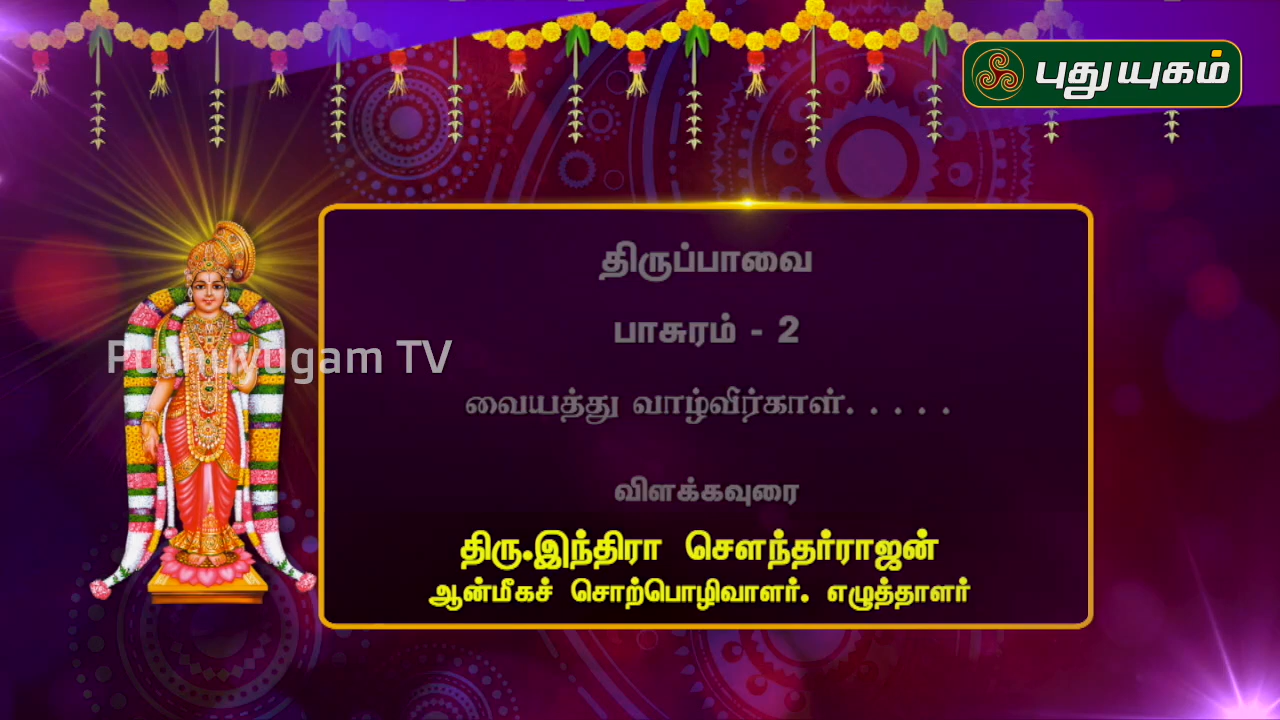 புதுயுகம்
திருப்பாவை
பாசுரம் - 2
Puthuyugam TV
வையத்து வாழ்வீர்காள். . . . .
விளக்கவுரை
திரு.இந்திரா சௌந்தர்ராஜன்
ஆன்மீகச் சொற்பொழிவாளர். எழுத்தாளர்